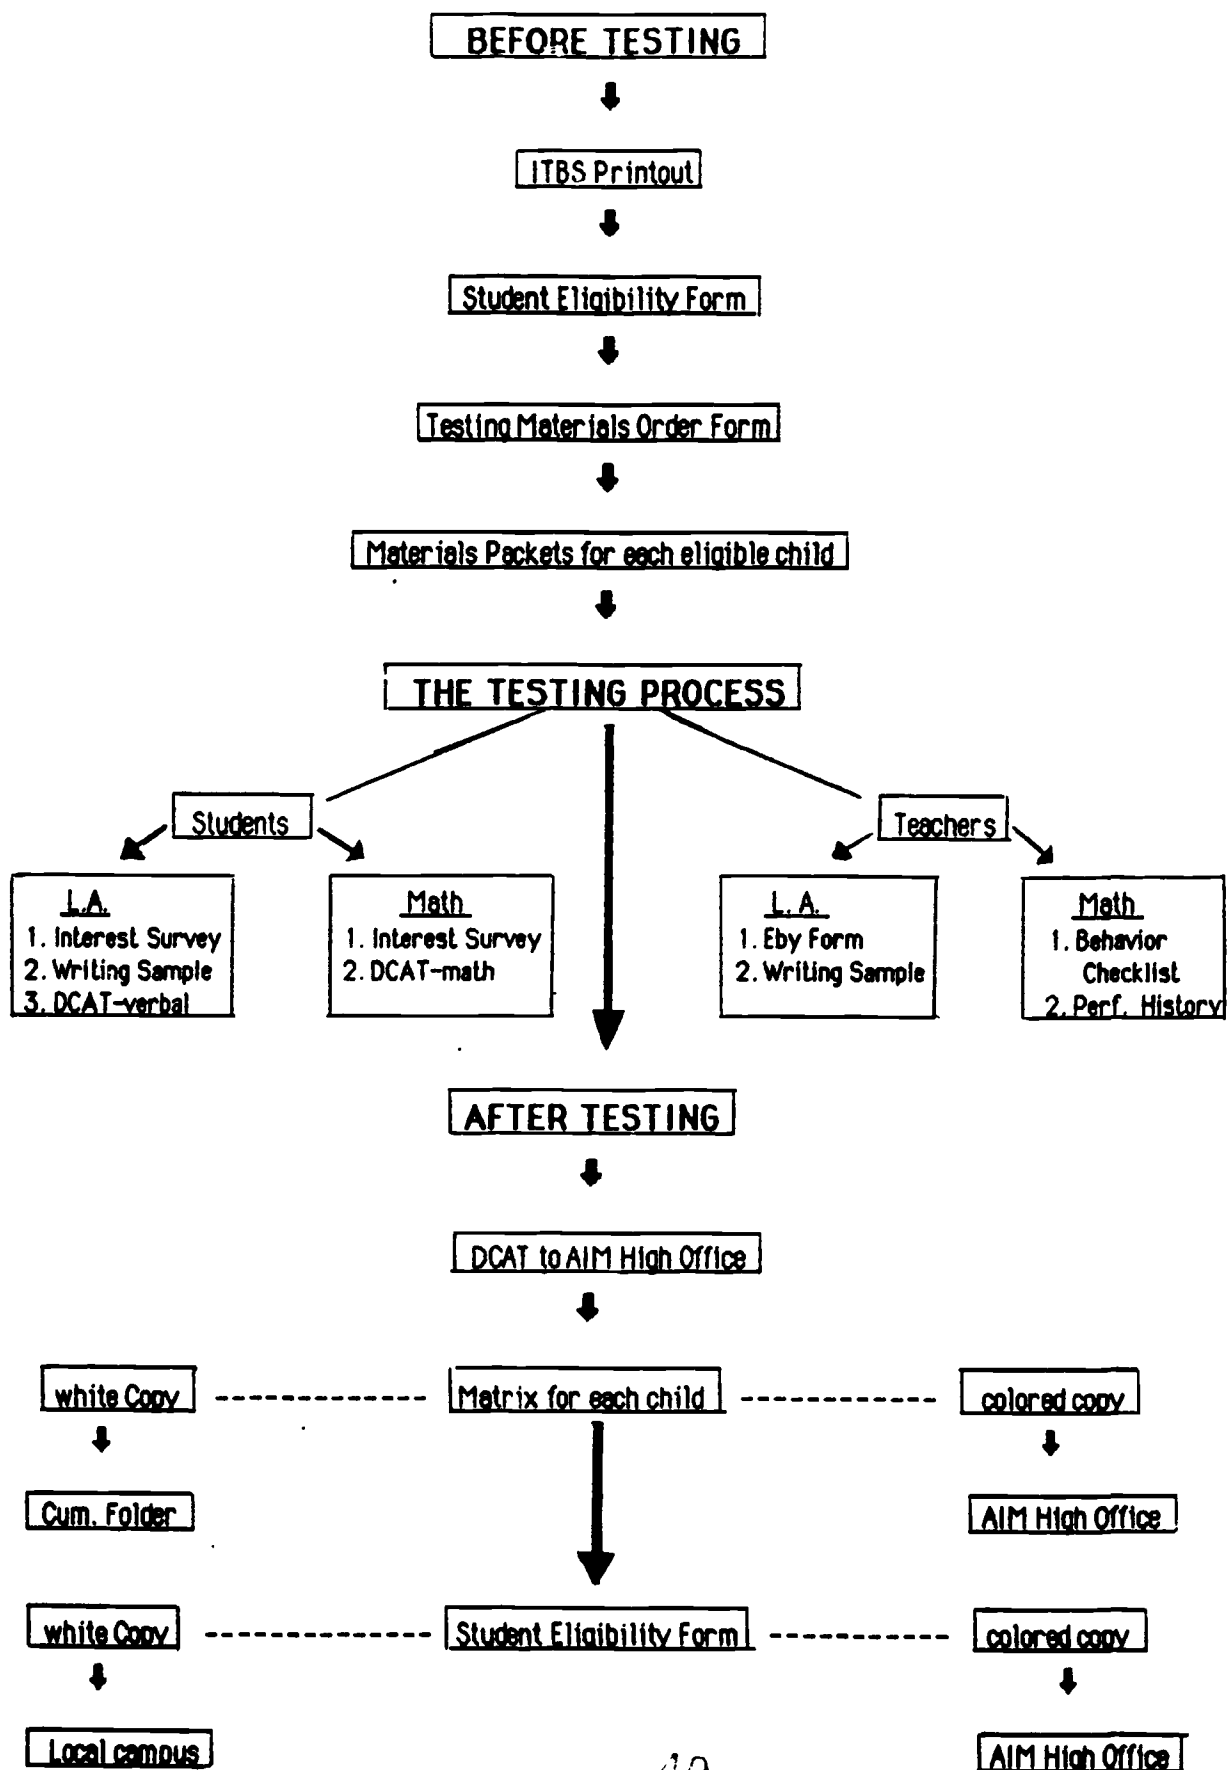 BEFORE TESTING
ITBS Printout
Student Eligibility Form
Testing Materials Order Form
Materials Packets for each eligible child
THE TESTING PROCESS
Students
Teachers
L.A.
1. Interest Survey
2. Writing Sample
3. DCAT-verbal
Math
1. Interest Survey
2. DCAT-math
L. A.
1. Eby Form
2. Writing Sample
Math
1. Behavior
Checklist
2. Perf. History
AFTER TESTING
DCAT to AIM High Office
white Copy
Matrix for each child
colored copy
Cum. Folder
AIM High Office
white Copy
Student Eligibility Form
colored copy
Local campus
AIM High Office